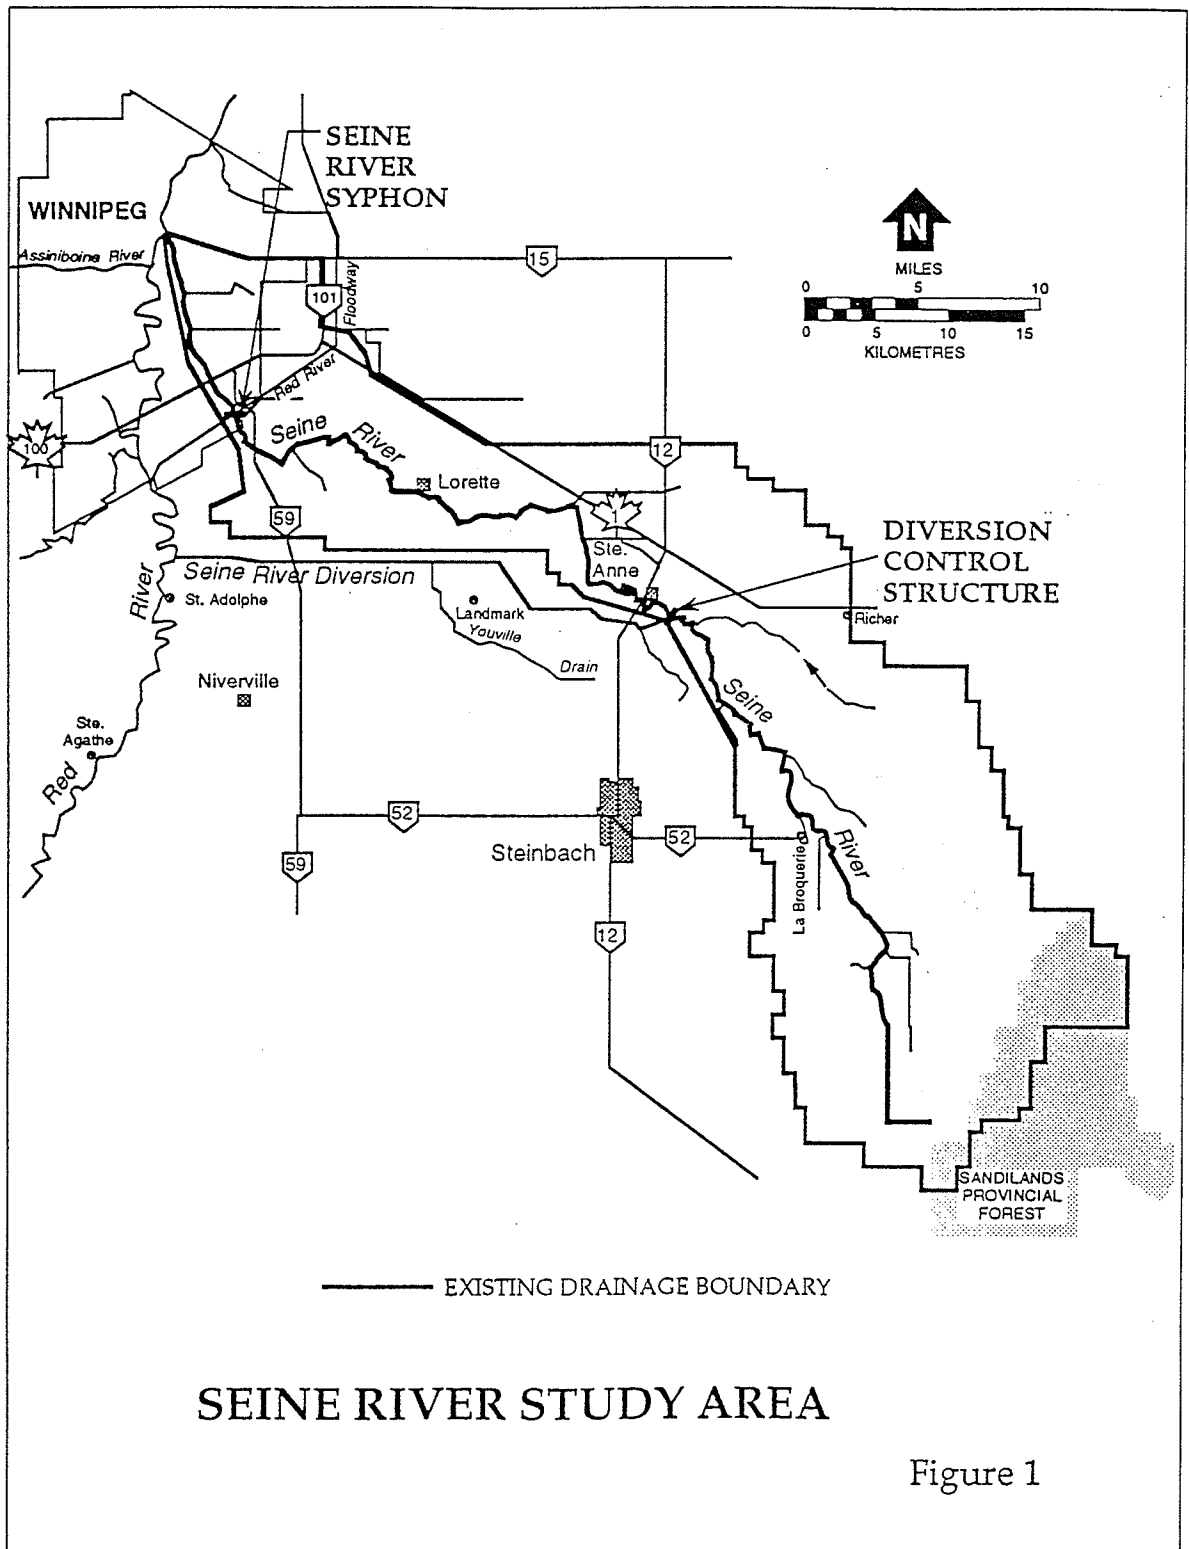 SEINE
RIVER
SYPHON
WINNIPEG
Assiniboine River
15
101
Floodway
N
MILES
0 5 10
0 5 10 15
KILOMETRES
Red River
Seine
River
100
12
Lorette
59
1
DIVERSION
CONTROL
STRUCTURE
Ste.
Anne
Seine River Diversion
River
St. Adolphe
Landmark
Youville
Drain
Richer
Niverville
Seine
Ste.
Agathe
Red
52
52
Steinbach
59
La Broquerie
River
12
SANDILANDS
PROVINCIAL
FOREST
EXISTING DRAINAGE BOUNDARY
SEINE RIVER STUDY AREA
Figure 1